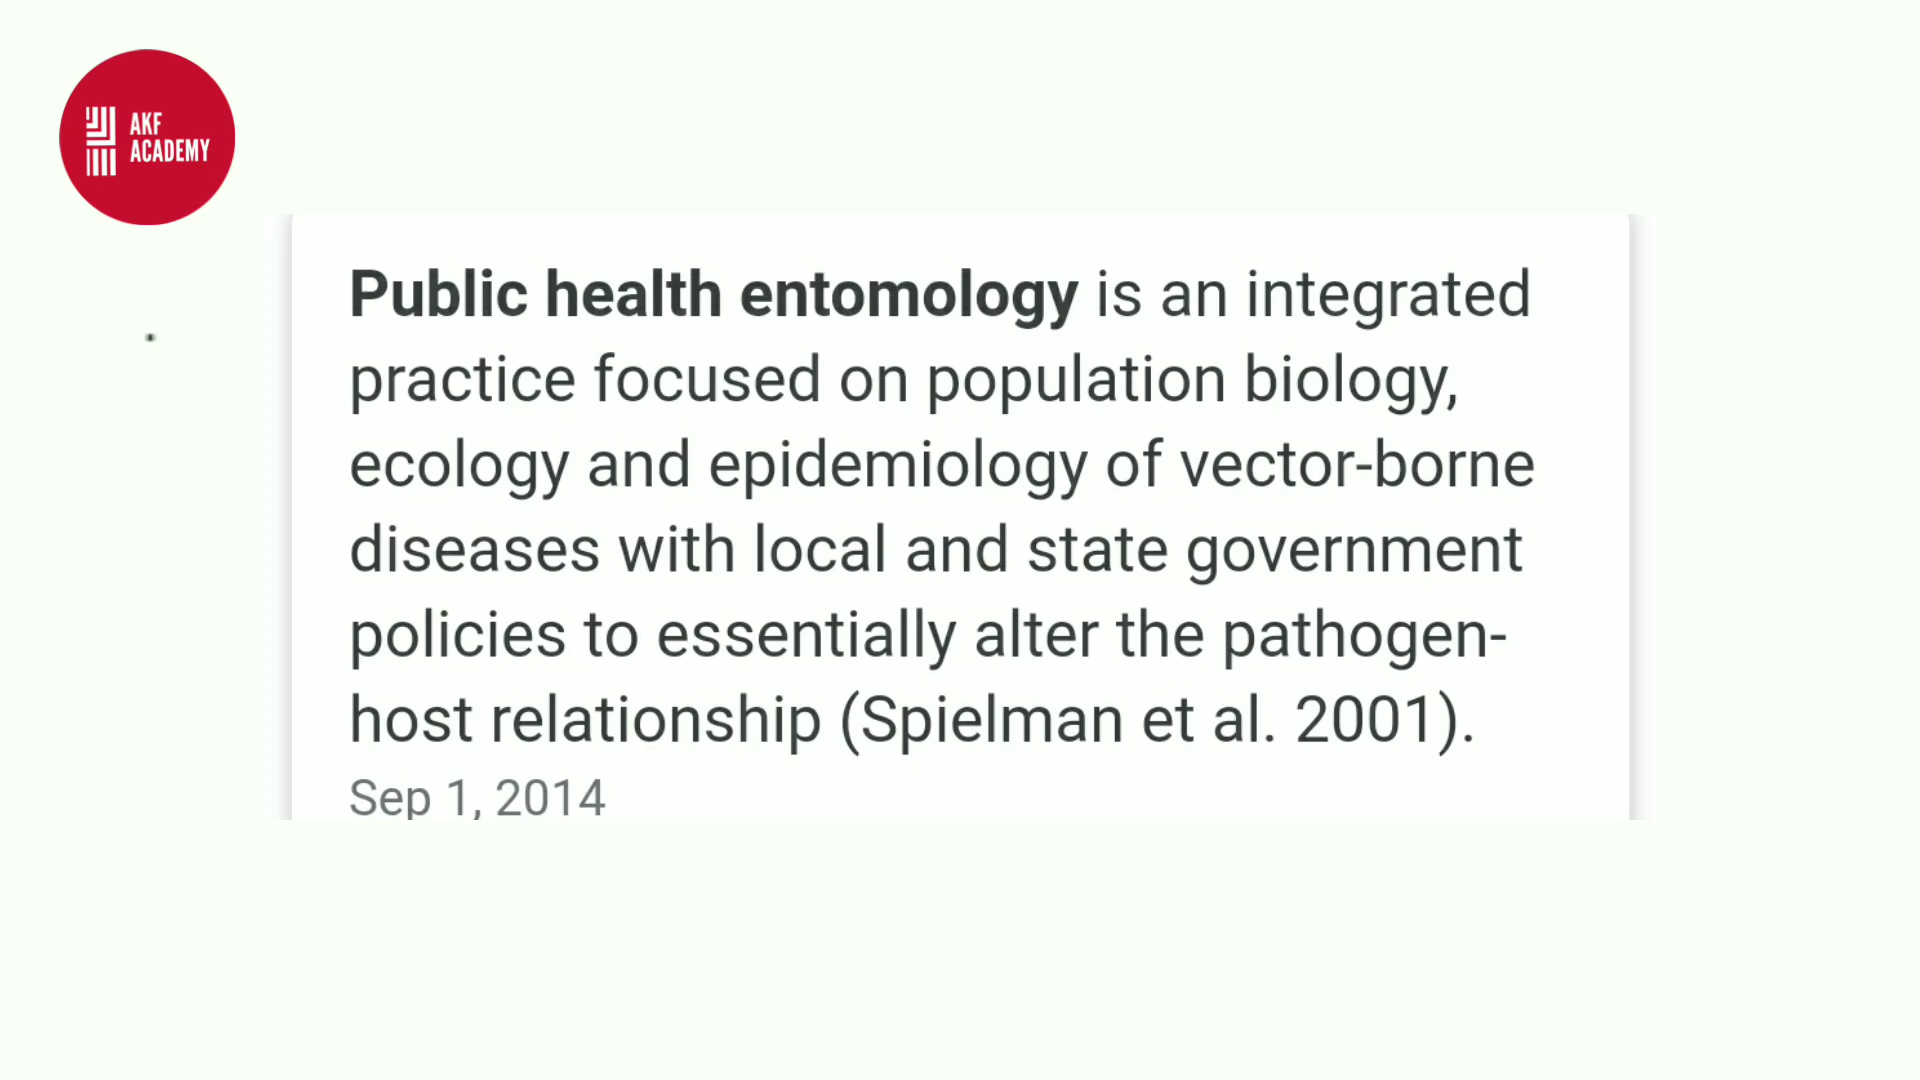 AKF
ACADEMY
Public health entomology is an integrated
practice focused on population biology,
ecology and epidemiology of vector-borne
diseases with local and state government
policies to essentially alter the pathogen-
host relationship (Spielman et al. 2001).
Sep 1, 2014